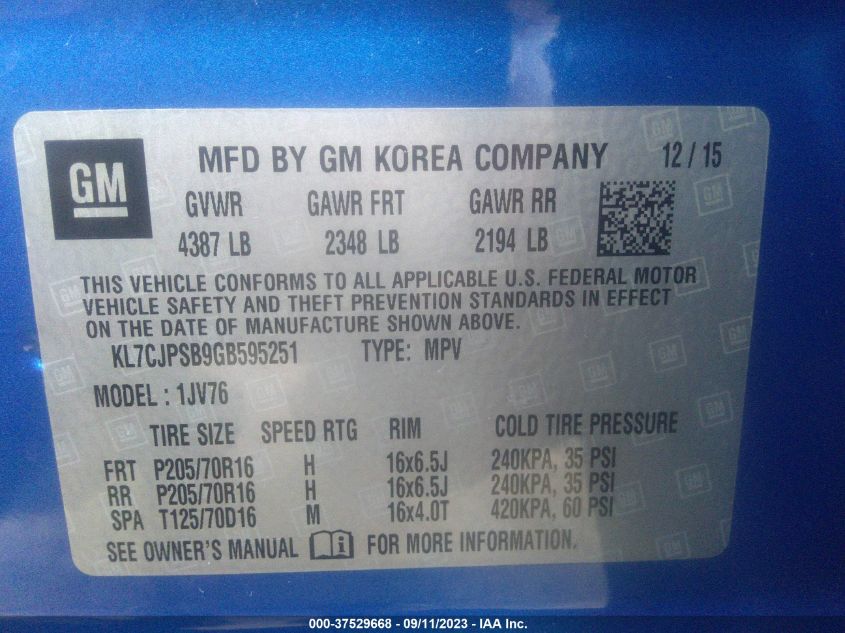 GM
MFD BY GM KOREA COMPANY 12 / 15
GVWR GAWR FRT GAWR RR
4387 LB 2348 LB 2194 LB
THIS VEHICLE CONFORMS TO ALL APPLICABLE U.S. FEDERAL MOTOR
VEHICLE SAFETY AND THEFT PREVENTION STANDARDS IN EFFECT
ON THE DATE OF MANUFACTURE SHOWN ABOVE.
KL7CJPSB9GB595251 TYPE: MPV
MODEL : 1JV76
TIRE SIZE SPEED RTG RIM COLD TIRE PRESSURE
FRT P205/70R16 H 16x6.5J 240KPA, 35 PSI
RR P205/70R16 H 16x6.5J 240KPA, 35 PSI
SPA T125/70D16 M 16x4.0T 420KPA, 60 PSI
SEE OWNER'S MANUAL i FOR MORE INFORMATION.
000-37529668 - 09/11/2023 - IAA Inc.